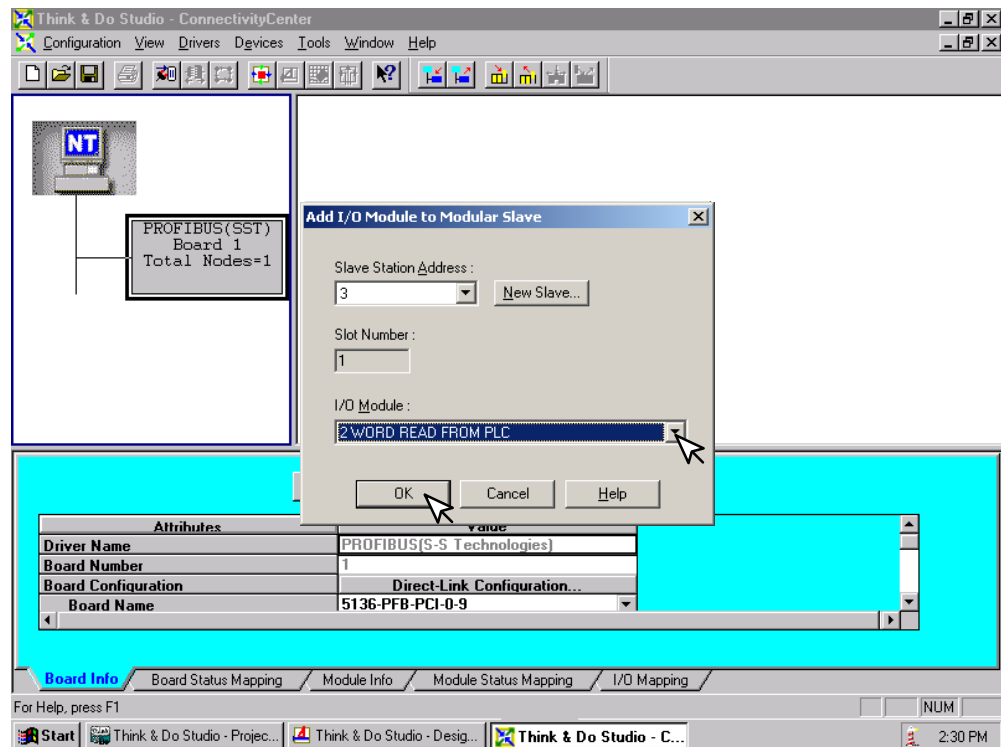 Think & Do Studio - ConnectivityCenter
Configuration View Drivers Devices Tools Window Help
NT
PROFIBUS(SST)
Board 1
Total Nodes=1
Add I/O Module to Modular Slave
Slave Station Address :
3
New Slave...
Slot Number :
1
I/O Module :
2 WORD READ FROM PLC
OK Cancel Help
Attributes Value
Driver Name PROFIBUS(S-S Technologies)
Board Number 1
Board Configuration Direct-Link Configuration...
Board Name 5136-PFB-PCI-0-9
Board Info Board Status Mapping Module Info Module Status Mapping I/O Mapping
For Help, press F1 NUM
Start Think & Do Studio - Projec... Think & Do Studio - Desig... Think & Do Studio - C... 2:30 PM